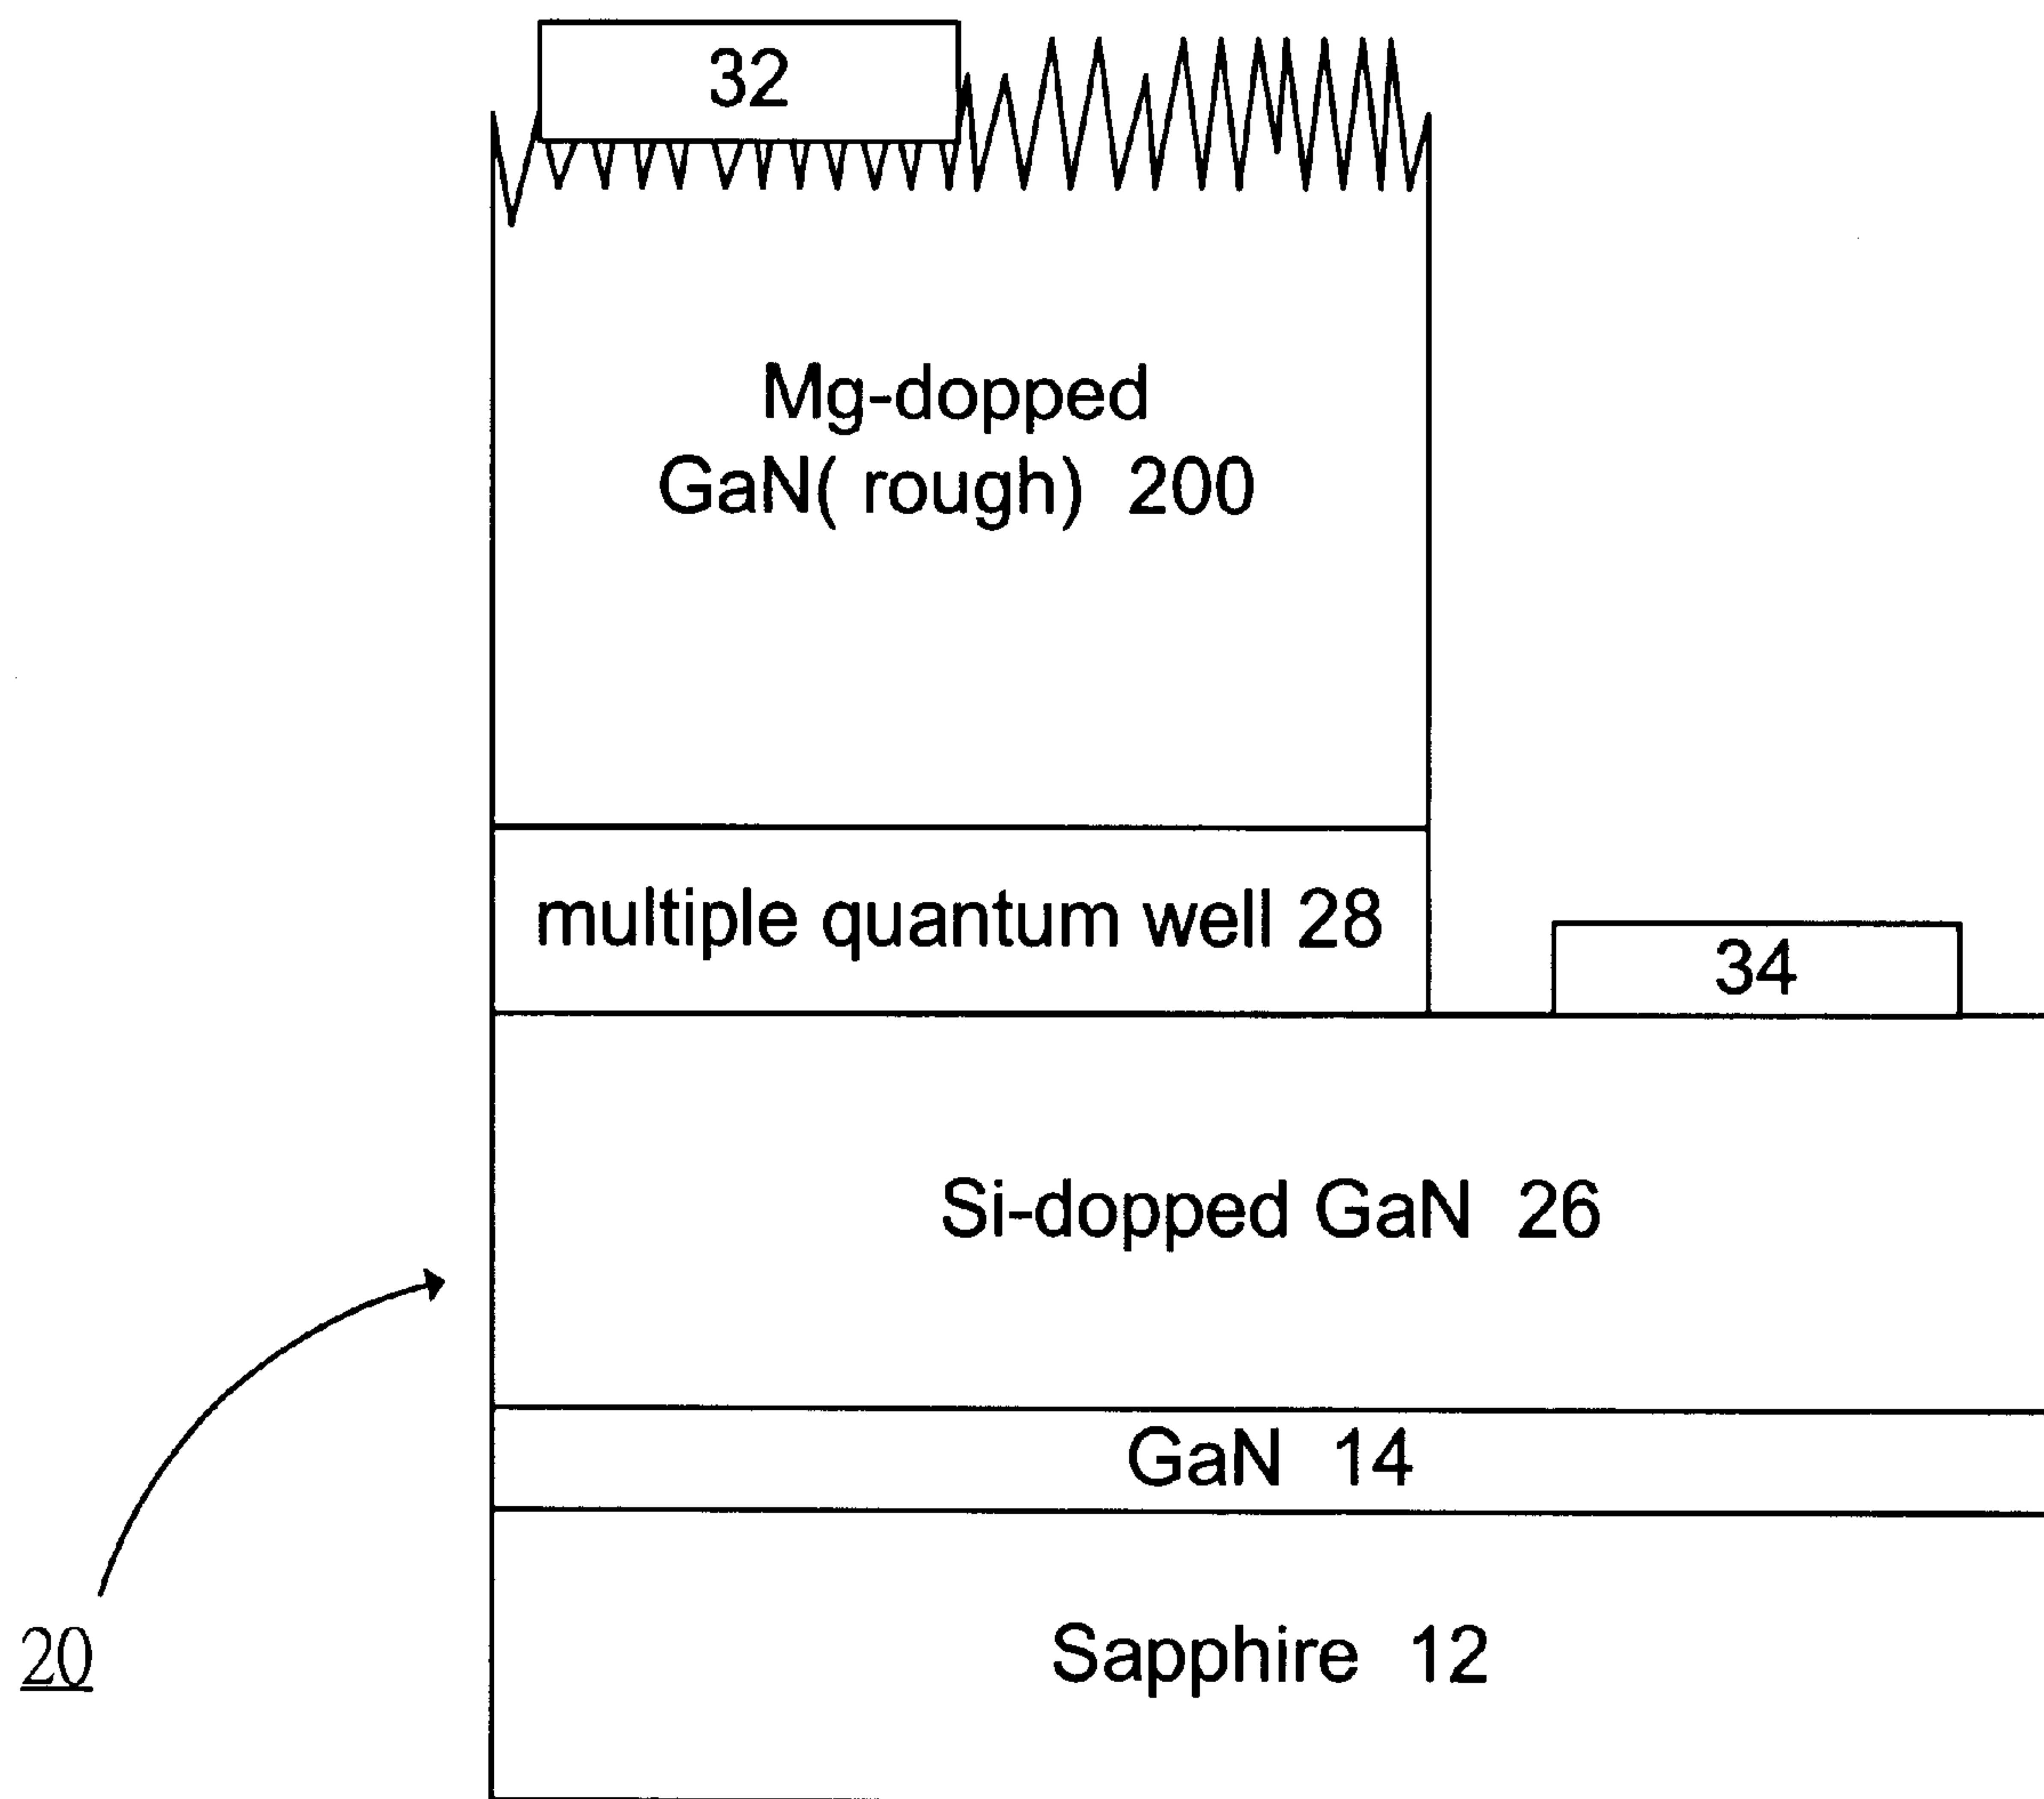 32
Mg-dopped
GaN( rough) 200
multiple quantum well 28
34
Si-dopped GaN 26
GaN 14
Sapphire 12
20